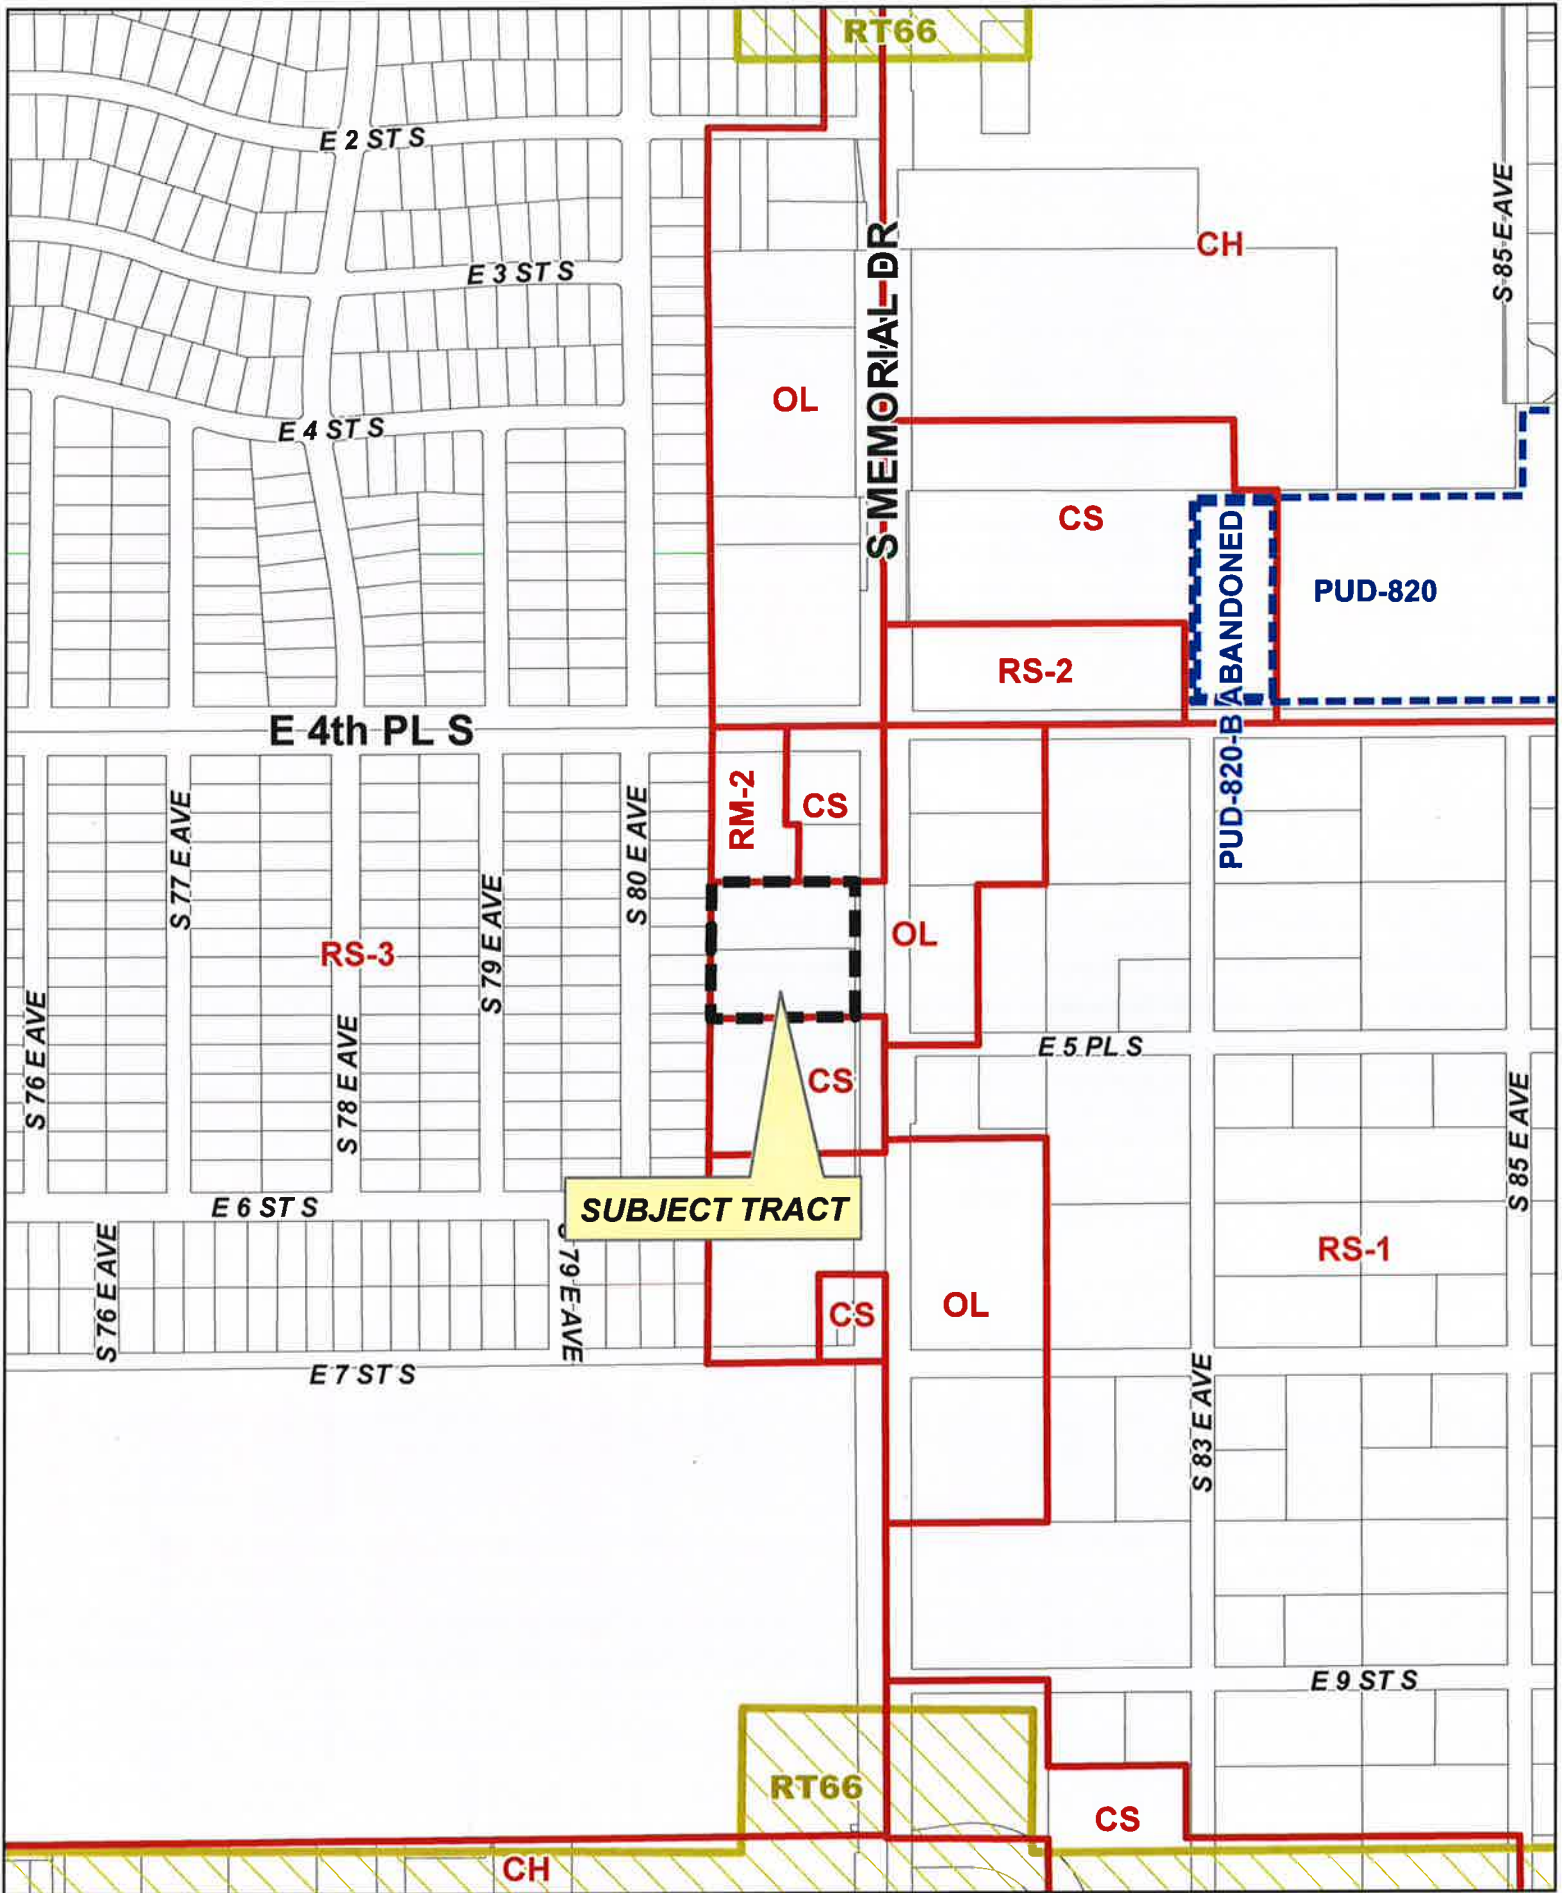 RT66
E 2 ST S
S 85 E AVE
CH
E 3 ST S
S MEMORIAL DR
OL
E 4 ST S
CS
PUD-820-B ABANDONED
PUD-820
RS-2
E 4th PL S
RM-2
CS
S 77 E AVE
S 80 E AVE
S 79 E AVE
OL
RS-3
S 76 E AVE
S 78 E AVE
E 5 PL S
CS
S 85 E AVE
E 6 ST S
SUBJECT TRACT
S 76 E AVE
79 E AVE
RS-1
CS
OL
E 7 ST S
S 83 E AVE
E 9 ST S
RT66
CS
CH